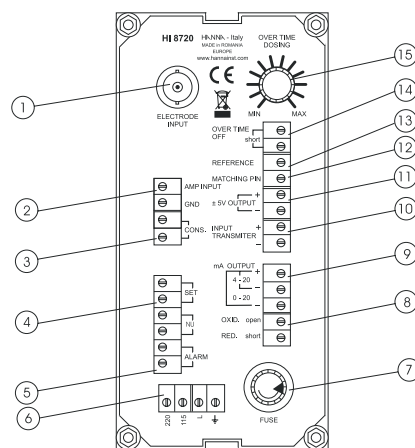 HI 8720
HANNA - Italy
MADE in ROMANIA
EUROPE
www.hannainst.com
OVER TIME
DOSING
CE
ELECTRODE
INPUT
MIN MAX
OVER TIME
OFF
short
REFERENCE
MATCHING PIN
AMP INPUT
GND
± 5V OUTPUT
+
-
CONS.
INPUT
TRANSMITER
+
-
mA OUTPUT
+
4 - 20
-
0 - 20
-
SET
NU
ALARM
OXID. open
RED. short
220
115
L
FUSE
1
2
3
4
5
6
7
8
9
10
11
12
13
14
15